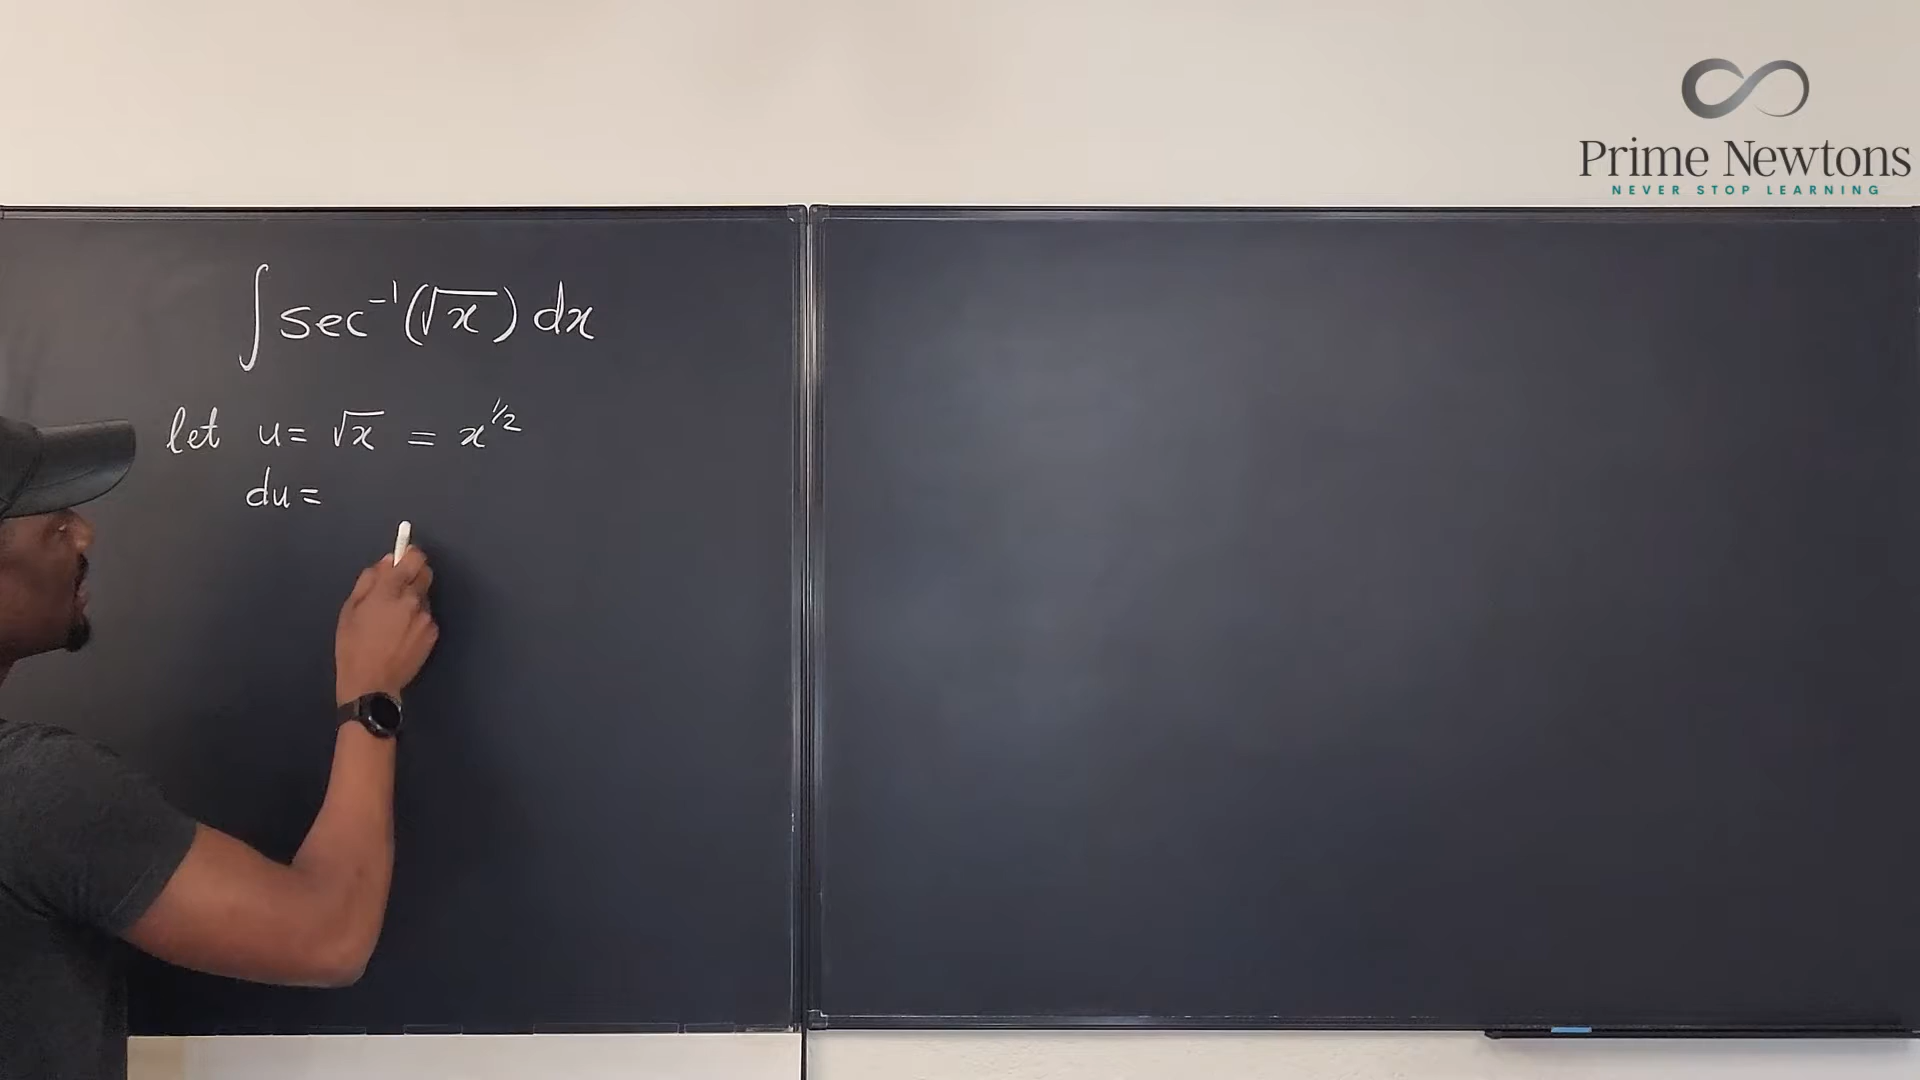 Prime Newtons
NEVER STOP LEARNING
∫ sec⁻¹(√x) dx
let u = √x = x^1/2
du =